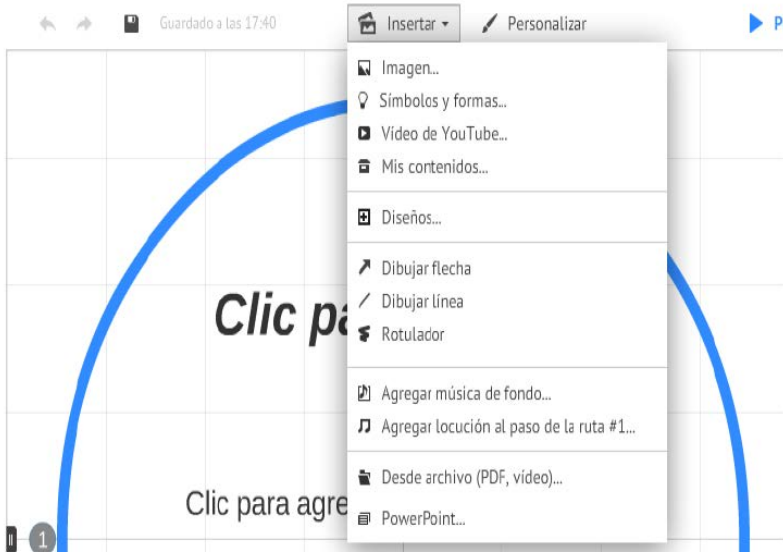 Guardado a las 17:40
Insertar
Personalizar
P
Imagen...
Símbolos y formas...
Vídeo de YouTube...
Mis contenidos...
Diseños...
Dibujar flecha
Dibujar línea
Rotulador
Clic pa
Agregar música de fondo...
Agregar locución al paso de la ruta #1...
Desde archivo (PDF, vídeo)...
Clic para agre
PowerPoint...
1